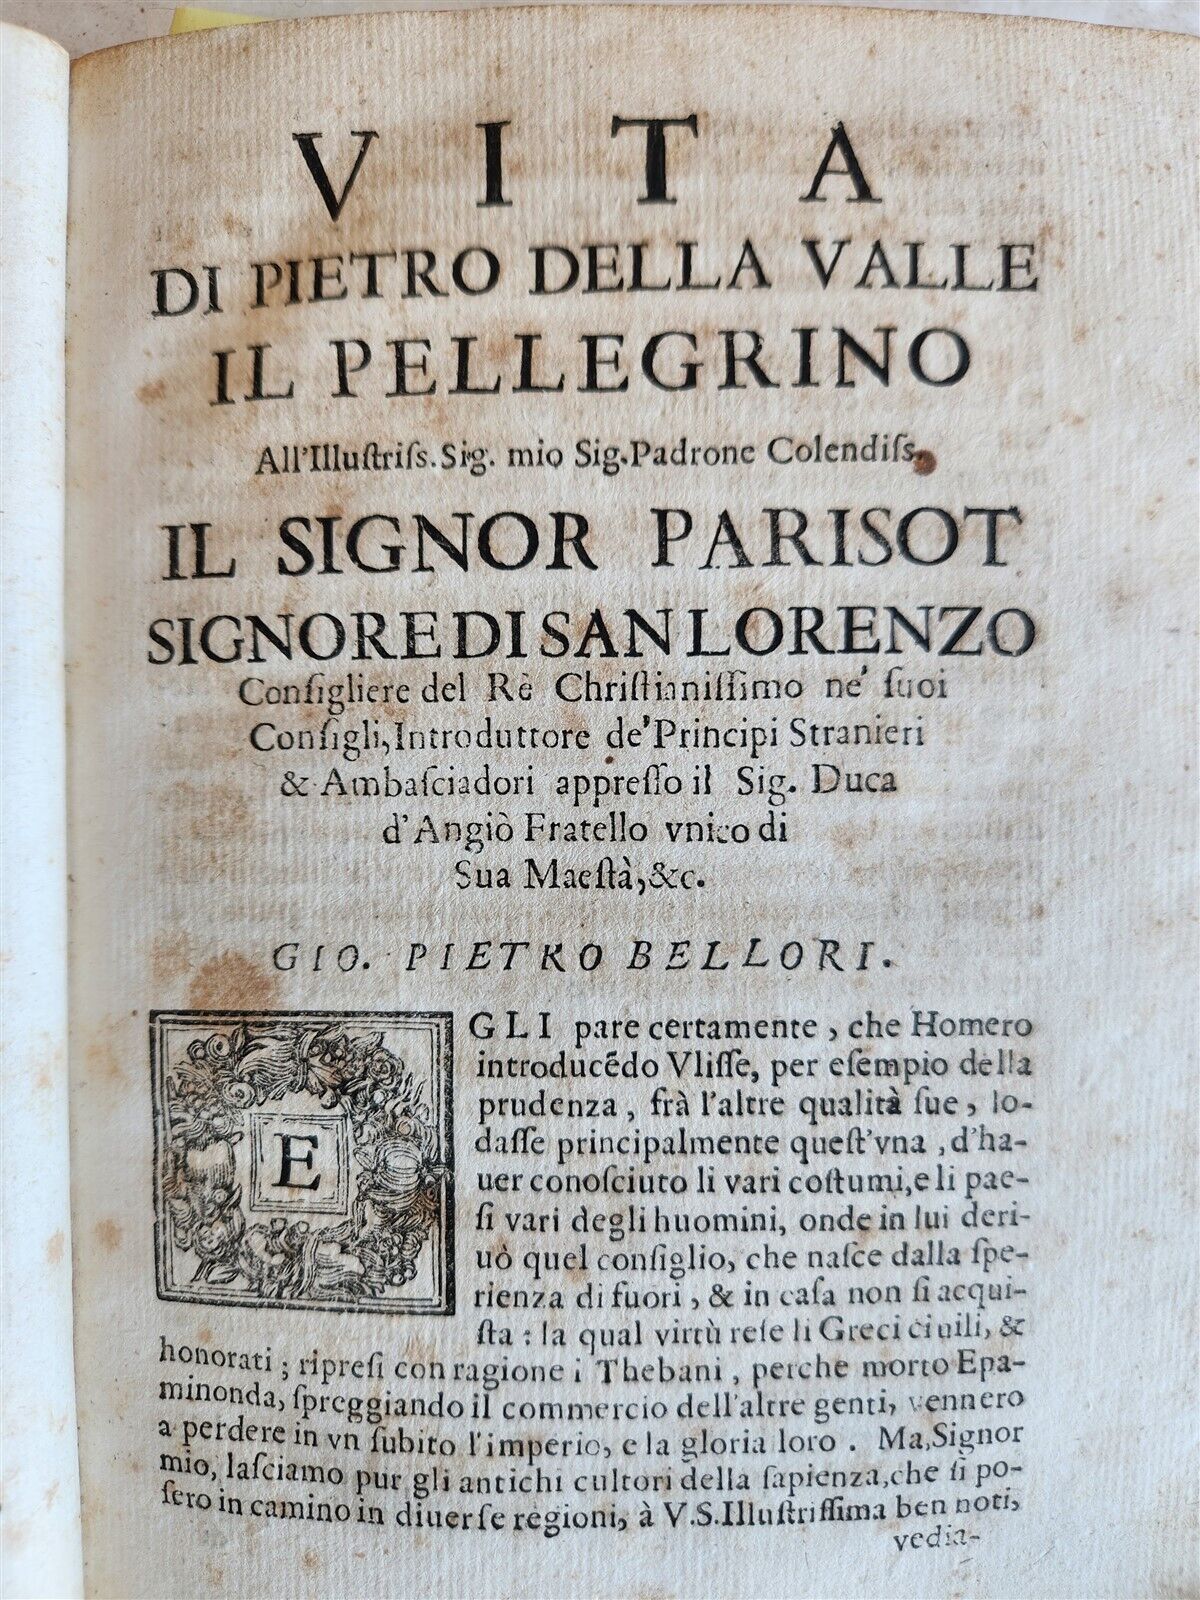 VITA
DI PIETRO DELLA VALLE
IL PELLEGRINO
All'Illuſtriſs. Sig. mio Sig. Padrone Colendiſs.
IL SIGNOR PARISOT
SIGNORE DI SAN LORENZO
Conſigliere del Rè Chriſtianiſſimo ne' ſuoi
Conſigli, Introduttore de' Principi Stranieri
& Ambaſciadori appreſſo il Sig. Duca
d'Angiò Fratello vnico di
Sua Maeſtà, &c.
GIO. PIETRO BELLORI.
EGLI pare certamente, che Homero
introducẽdo Vliſſe, per eſempio della
prudenza, frà l'altre qualità ſue, lo-
daſſe principalmente queſt'vna, d'ha-
uer conoſciuto li vari coſtumi, e li pae-
ſi vari degli huomini, onde in lui deri-
uò quel conſiglio, che naſce dalla ſpe-
rienza di fuori, & in caſa non ſi acqui-
ſta: la qual virtù reſe li Greci ciuili, &
honorati; ripreſi con ragione i Thebani, perche morto Epa-
minonda, ſpreggiando il commercio dell'altre genti, vennero
a perdere in vn ſubito l'imperio, e la gloria loro. Ma, Signor
mio, laſciamo pur gli antichi cultori della ſapienza, che ſi po-
ſero in camino in diuerſe regioni, à V.S. Illuſtriſſima ben noti,
vedia-